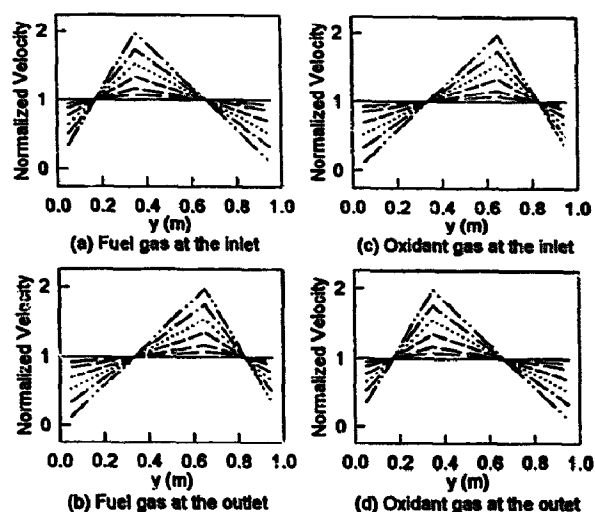 Normalized Velocity
2
1
0
0.0 0.2 0.4 0.6 0.8 1.0
y (m)
(a) Fuel gas at the inlet
Normalized Velocity
2
1
0
0.0 0.2 0.4 0.6 0.8 1.0
y (m)
(c) Oxidant gas at the inlet
Normalized Velocity
2
1
0
0.0 0.2 0.4 0.6 0.8 1.0
y (m)
(b) Fuel gas at the outlet
Normalized Velocity
2
1
0
0.0 0.2 0.4 0.6 0.8 1.0
y (m)
(d) Oxidant gas at the outet